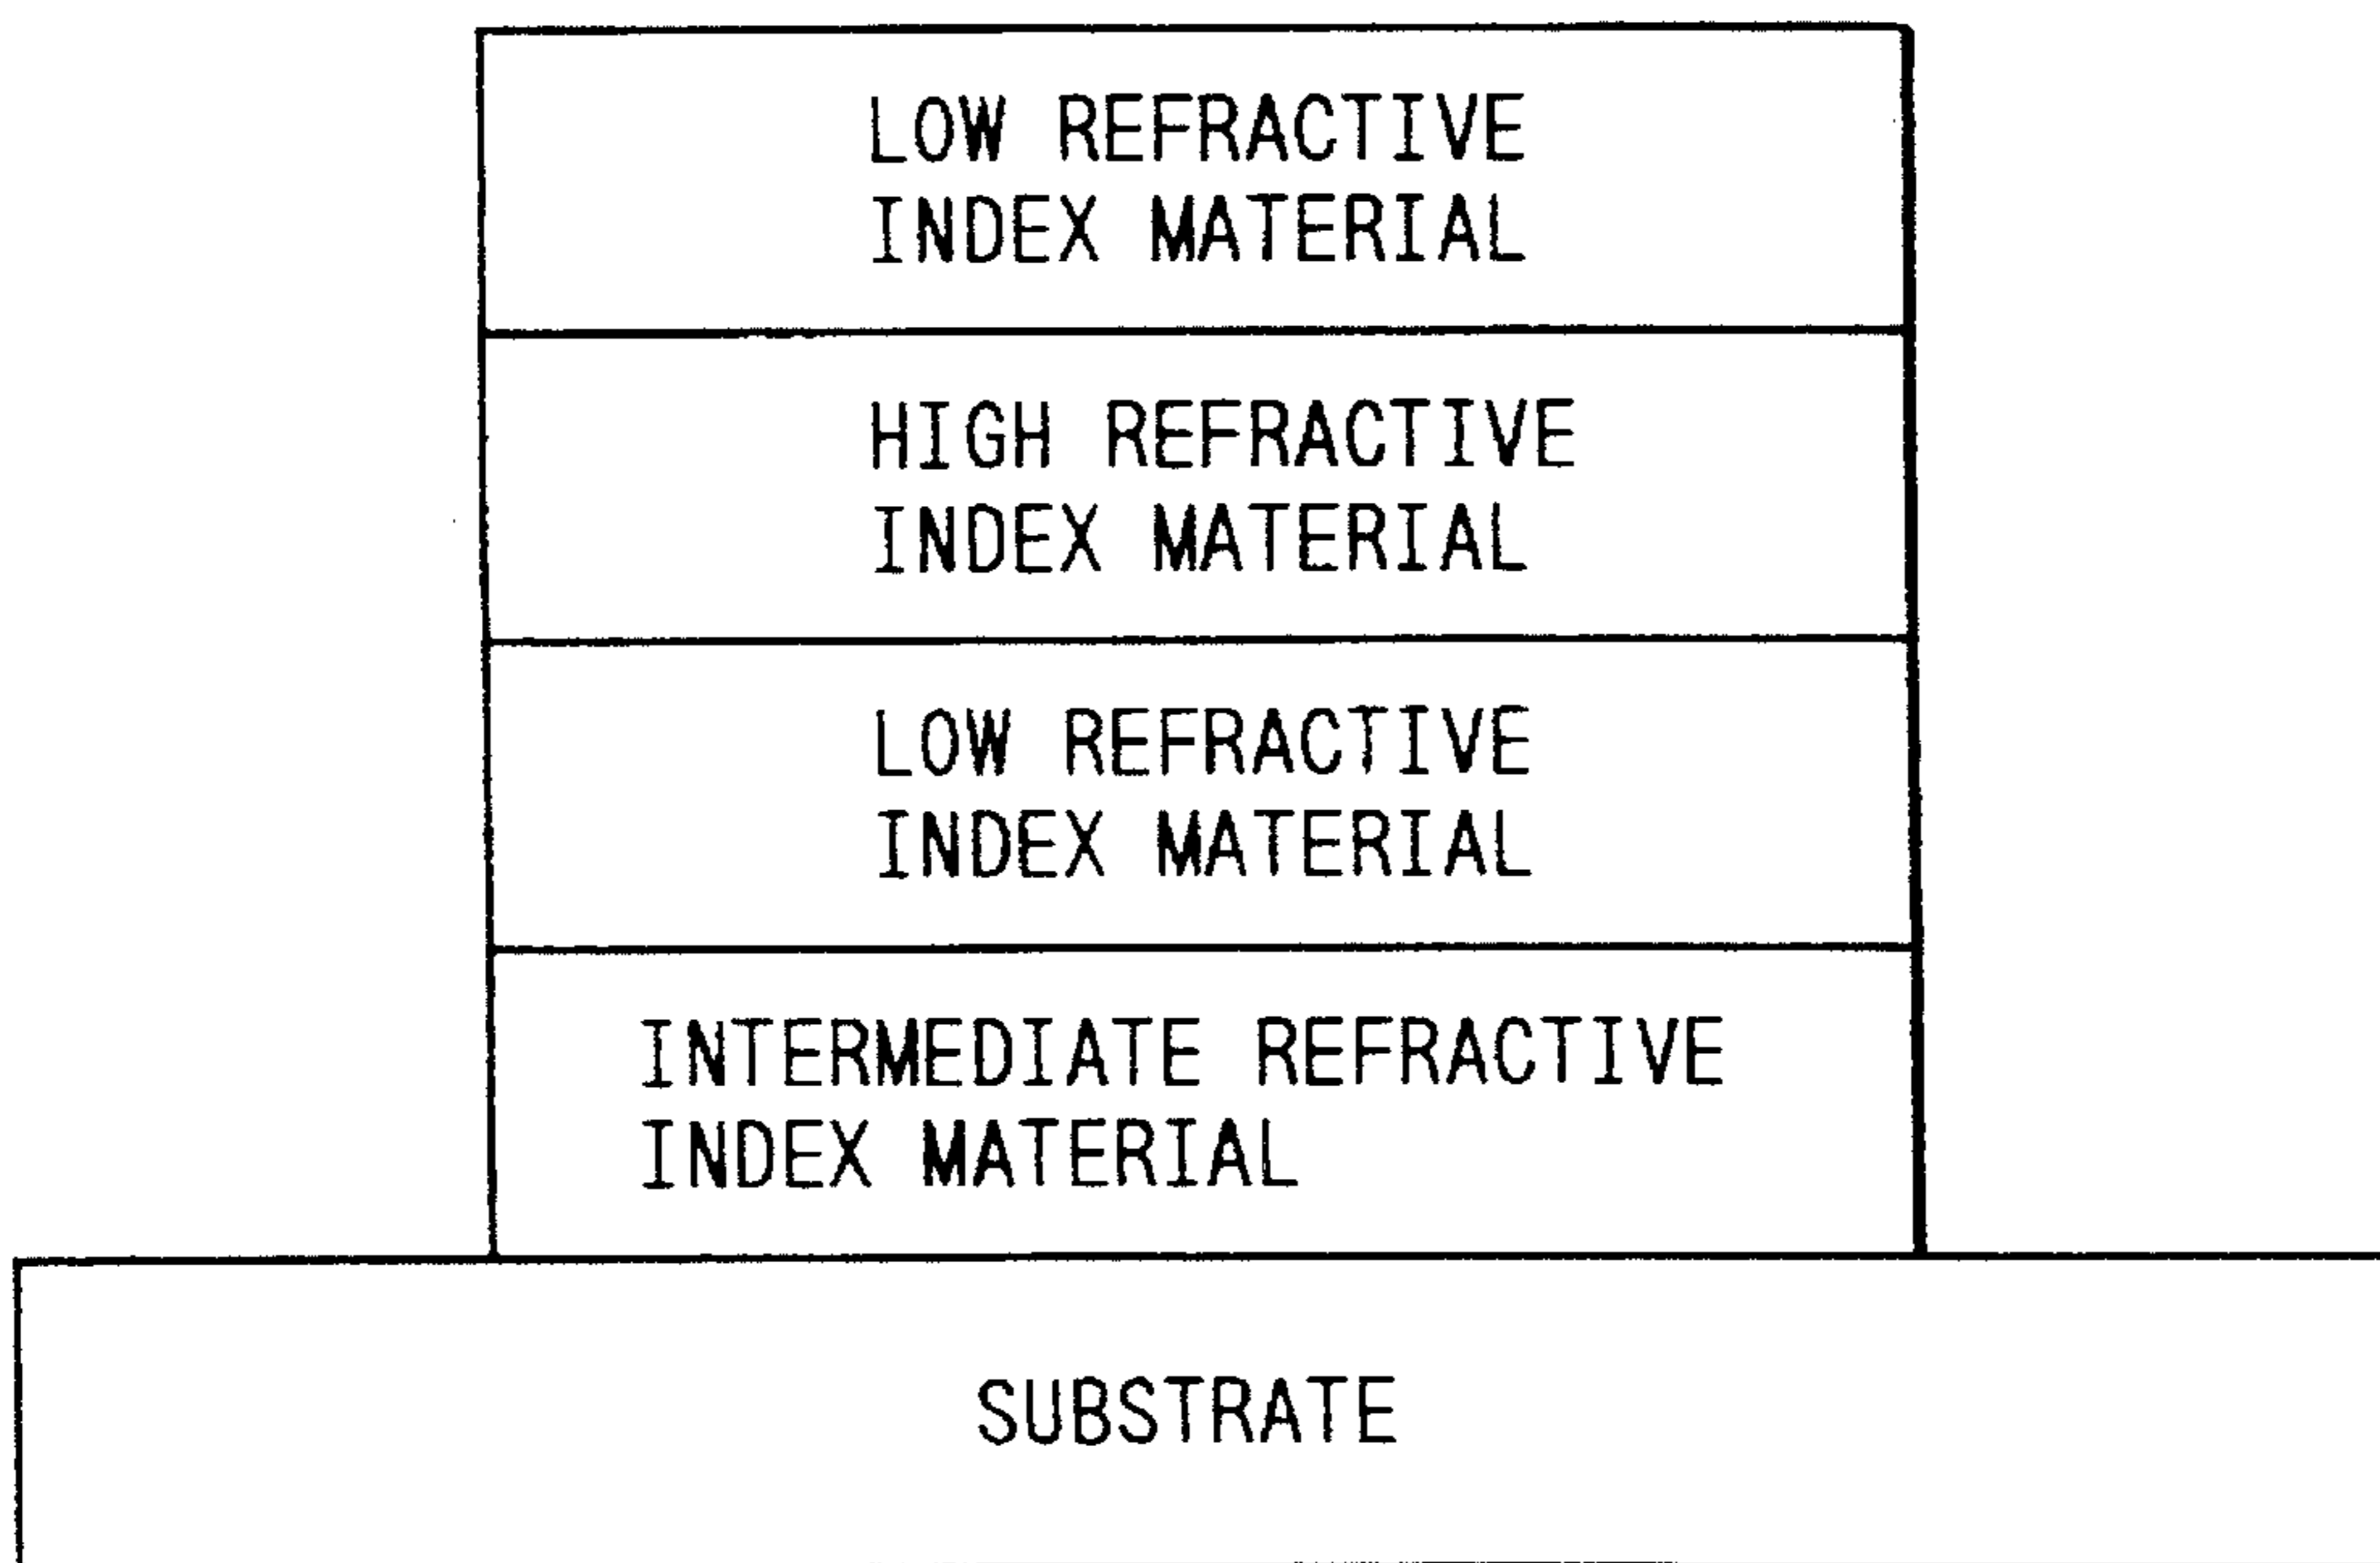 LOW REFRACTIVE
INDEX MATERIAL
HIGH REFRACTIVE
INDEX MATERIAL
LOW REFRACTIVE
INDEX MATERIAL
INTERMEDIATE REFRACTIVE
INDEX MATERIAL
SUBSTRATE